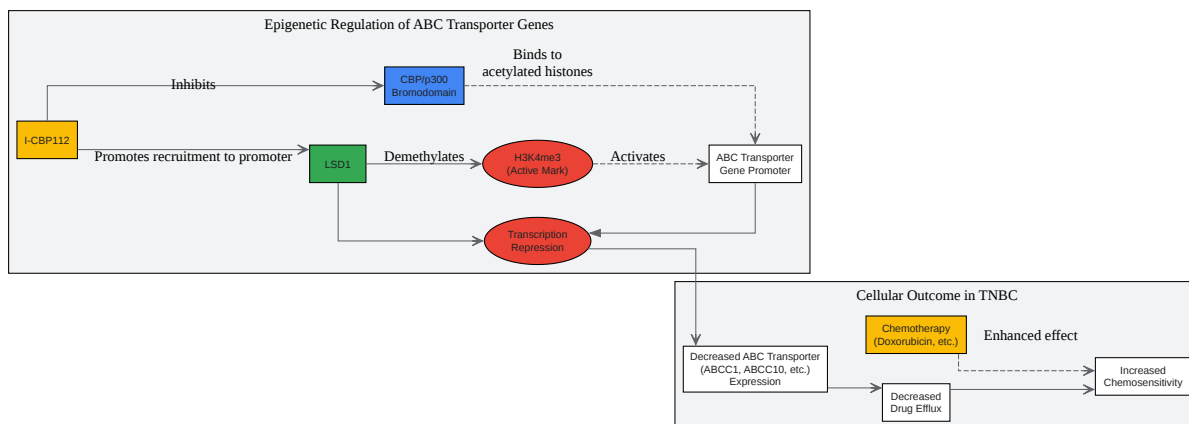 Epigenetic Regulation of ABC Transporter Genes
Binds to
acetylated histones
Inhibits
CBP/p300
Bromodomain
I-CBP112
Promotes recruitment to promoter
LSD1
Demethylates
H3K4me3
(Active Mark)
Activates
ABC Transporter
Gene Promoter
Transcription
Repression
Cellular Outcome in TNBC
Chemotherapy
(Doxorubicin, etc.)
Enhanced effect
Decreased ABC Transporter
(ABCC1, ABCC10, etc.)
Expression
Decreased
Drug Efflux
Increased
Chemosensitivity